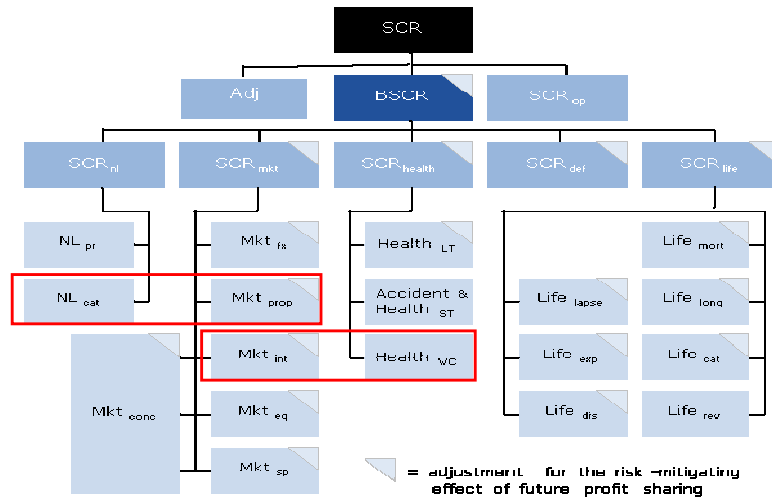 SCR
Adj
BSCR
SCR op
SCR nl
SCR mkt
SCR health
SCR def
SCR life
NL pr
Mkt fx
Health LT
Life mort
NL cat
Mkt prop
Accident &
Health ST
Life lapse
Life long
Mkt int
Health WC
Life exp
Life cat
Mkt conc
Mkt eq
Life dis
Life rev
Mkt sp
= adjustment for the risk-mitigating
effect of future profit sharing